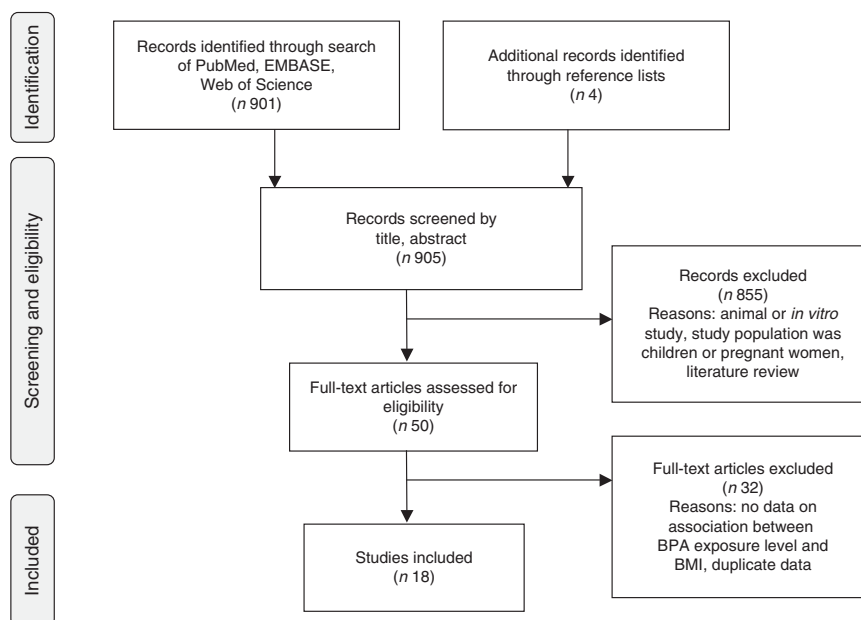 Identification
Records identified through search
of PubMed, EMBASE,
Web of Science
(n 901)
Additional records identified
through reference lists
(n 4)
Screening and eligibility
Records screened by
title, abstract
(n 905)
Records excluded
(n 855)
Reasons: animal or in vitro
study, study population was
children or pregnant women,
literature review
Full-text articles assessed for
eligibility
(n 50)
Full-text articles excluded
(n 32)
Reasons: no data on
association between
BPA exposure level and
BMI, duplicate data
Included
Studies included
(n 18)